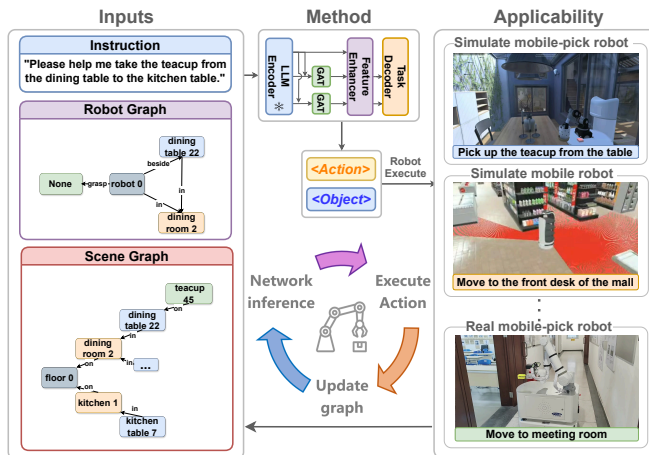 Inputs
Instruction
"Please help me take the teacup from
the dining table to the kitchen table."
Robot Graph
dining
table 22
beside
None
grasp
robot 0
in
in
dining
room 2
Scene Graph
teacup
45
on
dining
table 22
in
dining
room 2
in
...
on
floor 0
on
kitchen 1
in
kitchen
table 7
Method
LLM
Encoder
GAT
GAT
Feature
Enhancer
Task
Decoder
<Action>
<Object>
Robot
Execute
Network
inference
Execute
Action
Update
graph
Applicability
Simulate mobile-pick robot
Pick up the teacup from the table
Simulate mobile robot
Move to the front desk of the mall
Real mobile-pick robot
Move to meeting room